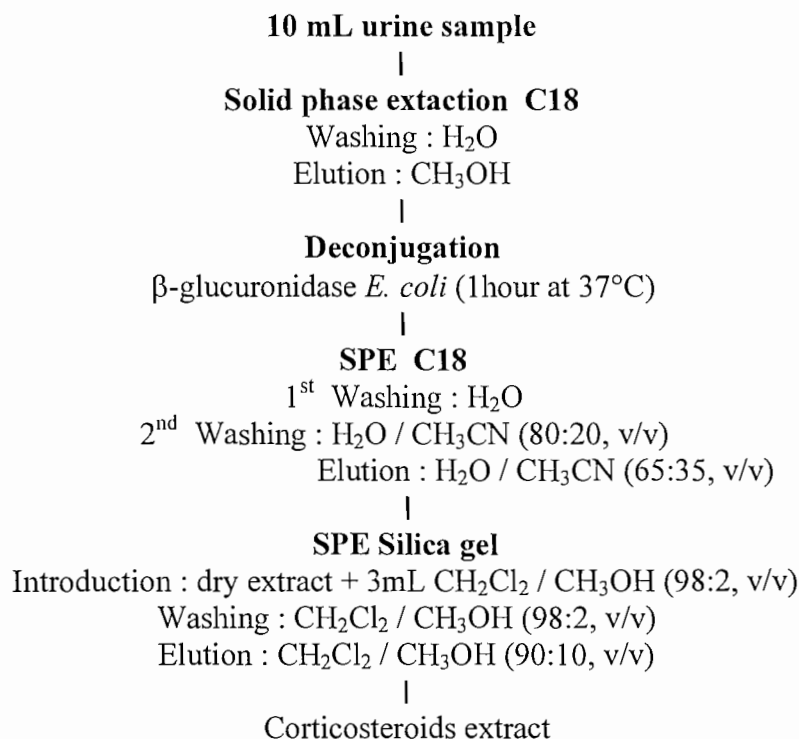 10 mL urine sample
Solid phase extaction C18
Washing : H₂O
Elution : CH₃OH
Deconjugation
β-glucuronidase E. coli (1hour at 37°C)
SPE C18
1st Washing : H₂O
2nd Washing : H₂O / CH₃CN (80:20, v/v)
Elution : H₂O / CH₃CN (65:35, v/v)
SPE Silica gel
Introduction : dry extract + 3mL CH₂Cl₂ / CH₃OH (98:2, v/v)
Washing : CH₂Cl₂ / CH₃OH (98:2, v/v)
Elution : CH₂Cl₂ / CH₃OH (90:10, v/v)
Corticosteroids extract